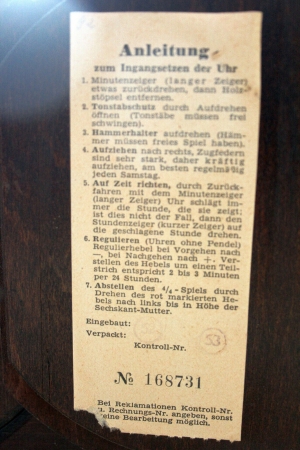 Anleitung
zum Ingangsetzen der Uhr
1. Minutenzeiger (langer Zeiger)
etwas zurückdrehen, dann Holz-
stöpsel entfernen.
2. Tonstabschutz durch Aufdrehen
öffnen (Tonstäbe müssen frei
schwingen).
3. Hammerhalter aufdrehen (Häm-
mer müssen freies Spiel haben).
4. Aufziehen nach rechts, Zugfedern
sind sehr stark, daher kräftig
aufziehen, am besten regelmäßig
jeden Samstag.
5. Auf Zeit richten, durch Zurück-
fahren mit dem Minutenzeiger
(langer Zeiger) Uhr schlägt im-
mer die Stunde, die sie zeigt;
ist dies nicht der Fall, dann den
Stundenzeiger (kurzer Zeiger) auf
die geschlagene Stunde drehen.
6. Regulieren (Uhren ohne Pendel)
Regulierhebel bei Vorgehen nach
—, bei Nachgehen nach +. Ver-
stellen des Hebels um einen Teil-
strich entspricht 2 bis 3 Minuten
per 24 Stunden.
7. Abstellen des 4/4-Spiels durch
Drehen des rot markierten He-
bels nach links bis in Höhe der
Sechskant-Mutter.
Eingebaut:
Verpackt:
Kontroll-Nr.
53
№ 168731
Bei Reklamationen Kontroll-Nr.
u. Rechnungs-Nr. angeben, sonst
keine Bearbeitung möglich.